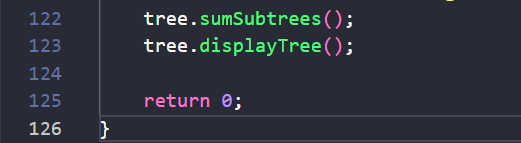 122 tree.sumSubtrees();
123 tree.displayTree();
124
125 return 0;
126 }